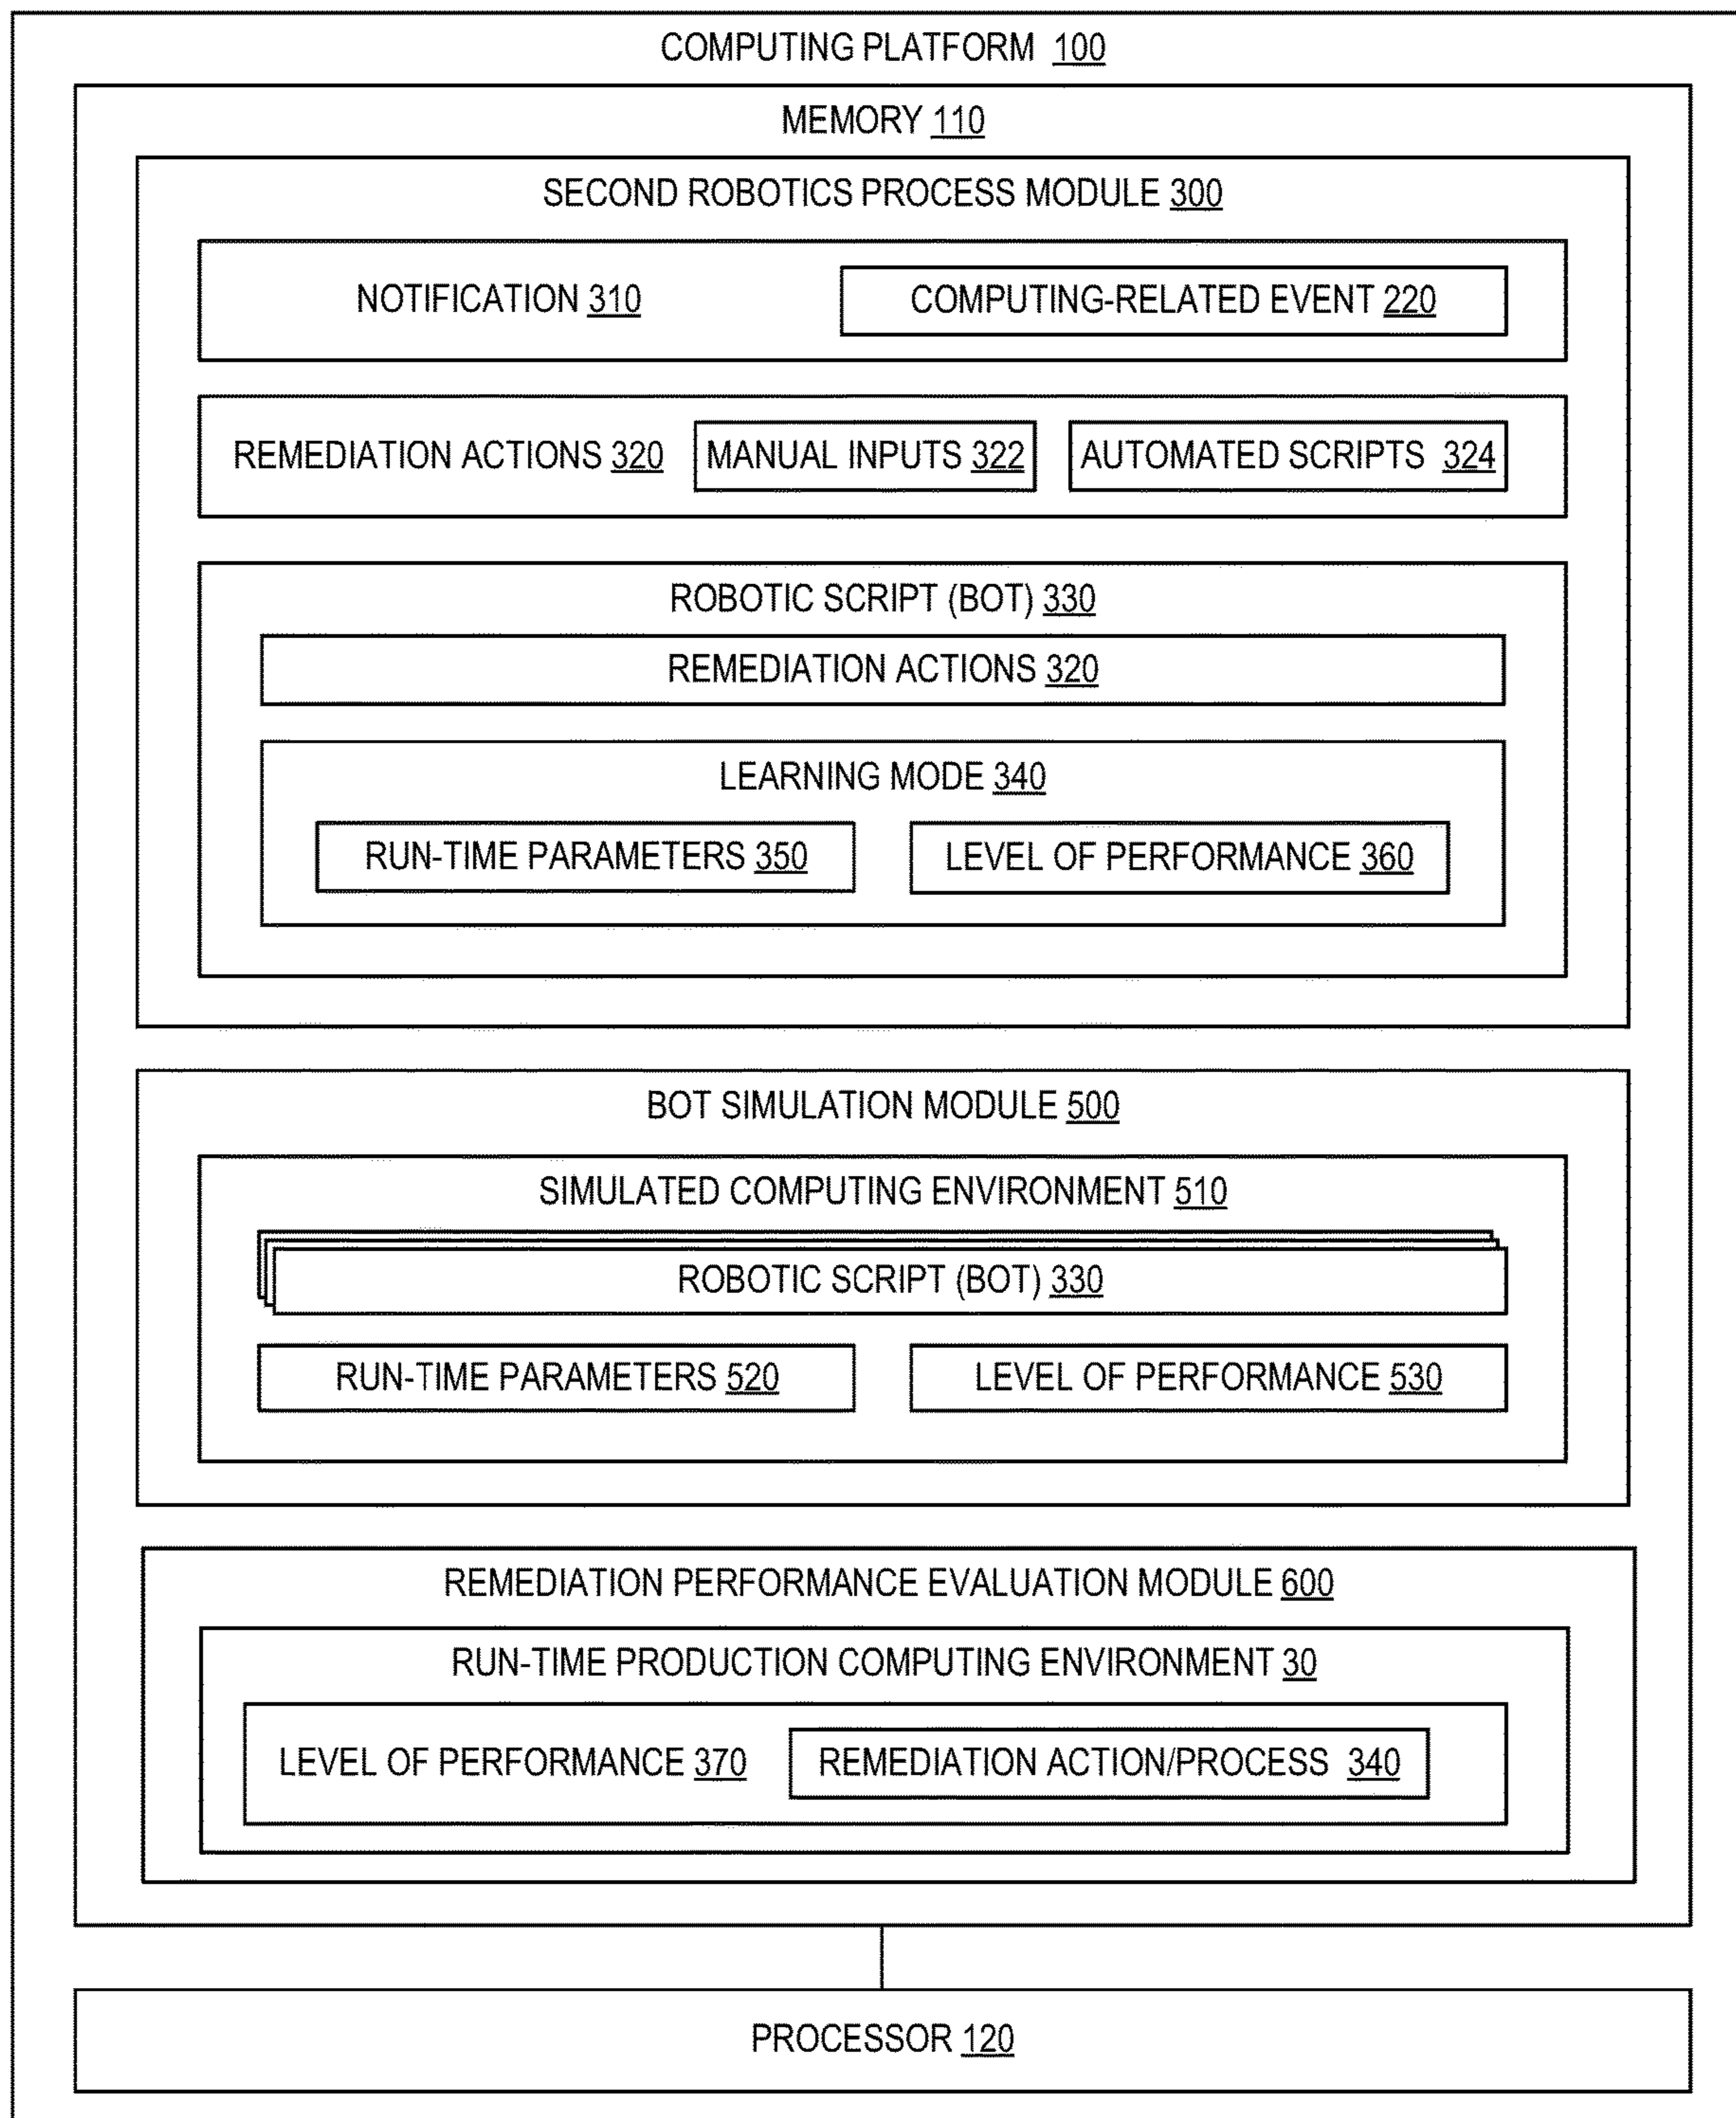 COMPUTING PLATFORM 100
MEMORY 110
SECOND ROBOTICS PROCESS MODULE 300
NOTIFICATION 310 COMPUTING-RELATED EVENT 220
REMEDIATION ACTIONS 320 MANUAL INPUTS 322 AUTOMATED SCRIPTS 324
ROBOTIC SCRIPT (BOT) 330
REMEDIATION ACTIONS 320
LEARNING MODE 340
RUN-TIME PARAMETERS 350 LEVEL OF PERFORMANCE 360
BOT SIMULATION MODULE 500
SIMULATED COMPUTING ENVIRONMENT 510
ROBOTIC SCRIPT (BOT) 330
RUN-TIME PARAMETERS 520 LEVEL OF PERFORMANCE 530
REMEDIATION PERFORMANCE EVALUATION MODULE 600
RUN-TIME PRODUCTION COMPUTING ENVIRONMENT 30
LEVEL OF PERFORMANCE 370 REMEDIATION ACTION/PROCESS 340
PROCESSOR 120